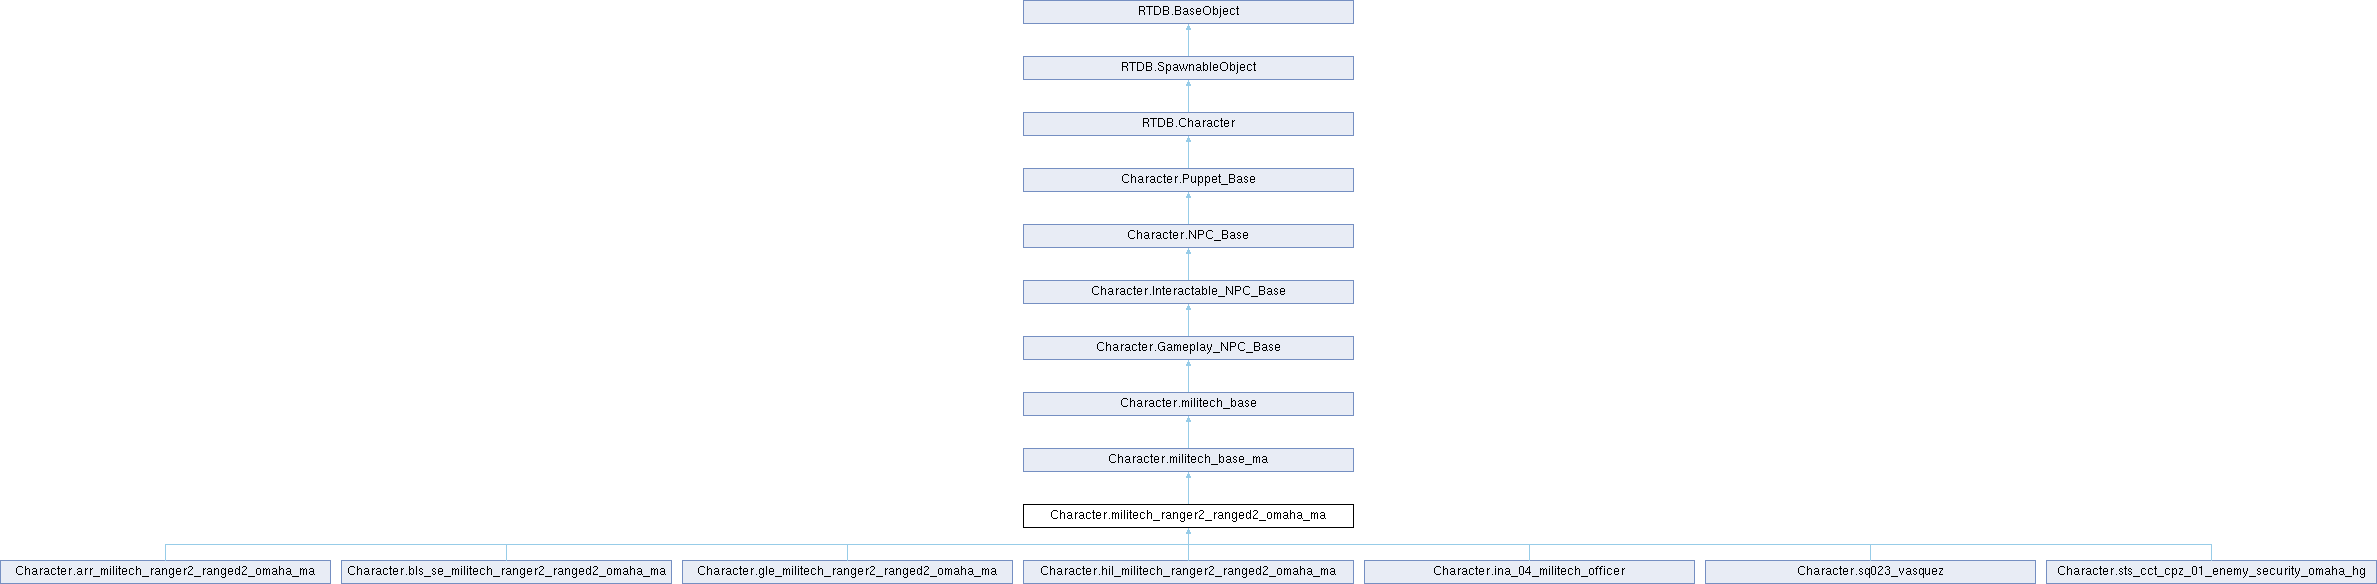 RTDB.BaseObject
RTDB.SpawnableObject
RTDB.Character
Character.Puppet_Base
Character.NPC_Base
Character.Interactable_NPC_Base
Character.Gameplay_NPC_Base
Character.militech_base
Character.militech_base_ma
Character.militech_ranger2_ranged2_omaha_ma
Character.arr_militech_ranger2_ranged2_omaha_ma
Character.bls_se_militech_ranger2_ranged2_omaha_ma
Character.gle_militech_ranger2_ranged2_omaha_ma
Character.hil_militech_ranger2_ranged2_omaha_ma
Character.ina_04_militech_officer
Character.sq023_vasquez
Character.sts_cct_cpz_01_enemy_security_omaha_hg